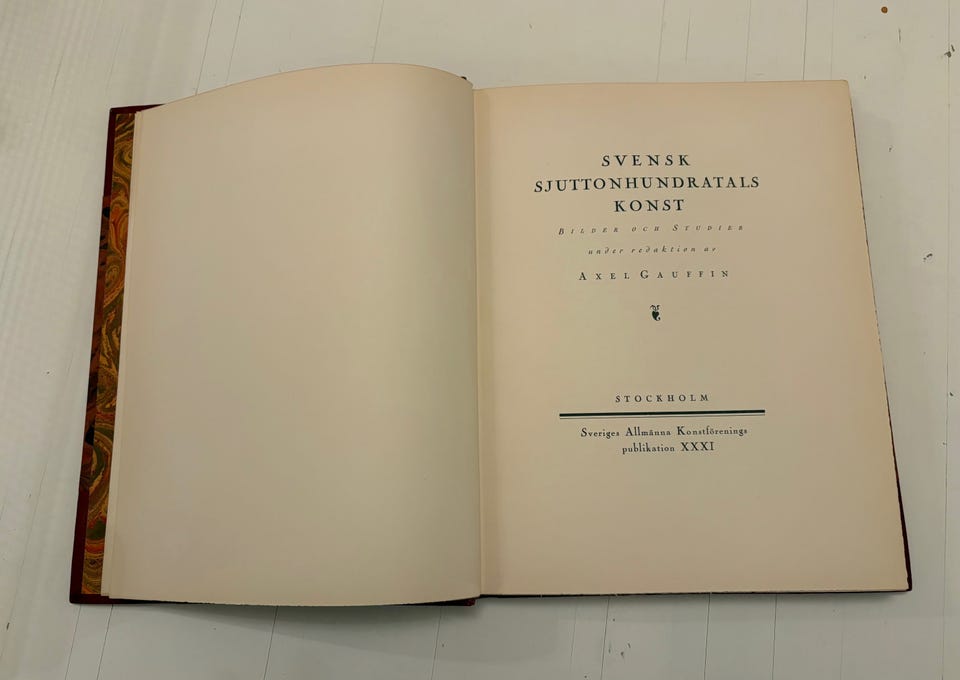 SVENSK
SJUTTONHUNDRATALS
KONST
BILDER OCH STUDIER
under redaktion av
AXEL GAUFFIN
STOCKHOLM
Sveriges Allmänna Konstförenings
publikation XXXI